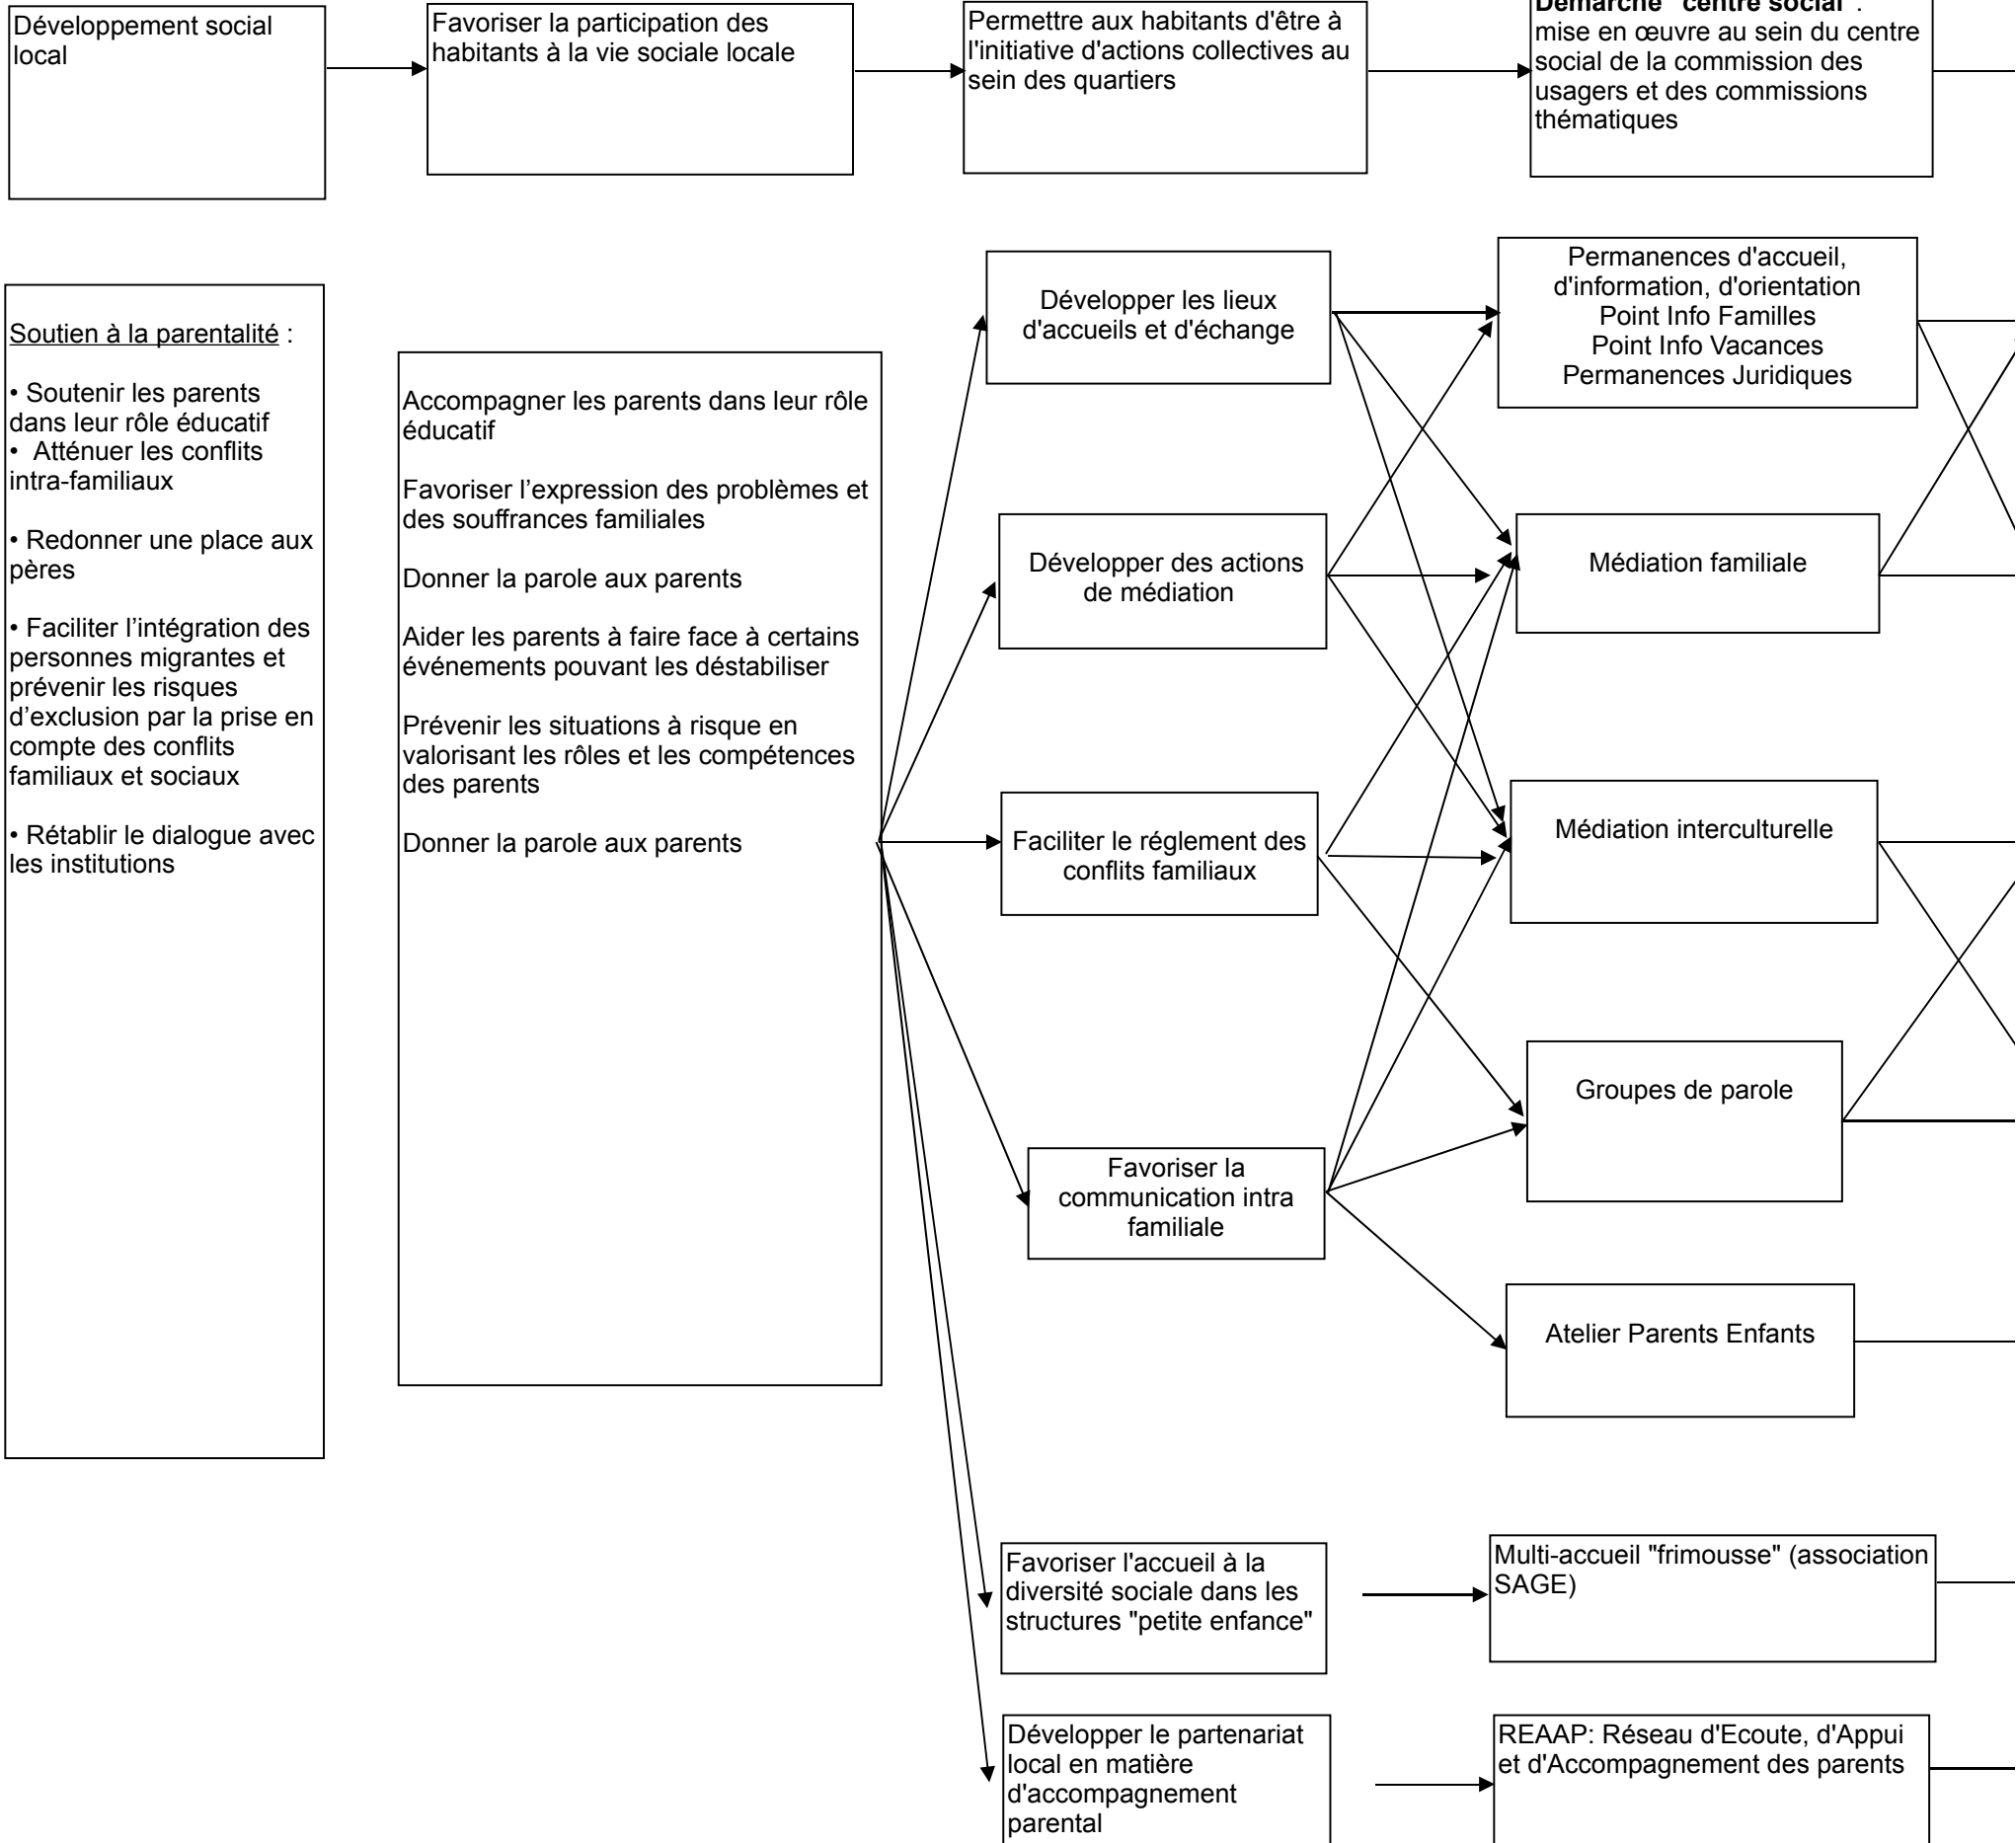 Développement social
local
Favoriser la participation des
habitants à la vie sociale locale
Permettre aux habitants d'être à
l'initiative d'actions collectives au
sein des quartiers
Démarche "centre social" :
mise en œuvre au sein du centre
social de la commission des
usagers et des commissions
thématiques
Soutien à la parentalité :
• Soutenir les parents
dans leur rôle éducatif
• Atténuer les conflits
intra-familiaux
• Redonner une place aux
pères
• Faciliter l’intégration des
personnes migrantes et
prévenir les risques
d’exclusion par la prise en
compte des conflits
familiaux et sociaux
• Rétablir le dialogue avec
les institutions
Accompagner les parents dans leur rôle
éducatif
Favoriser l’expression des problèmes et
des souffrances familiales
Donner la parole aux parents
Aider les parents à faire face à certains
événements pouvant les déstabiliser
Prévenir les situations à risque en
valorisant les rôles et les compétences
des parents
Donner la parole aux parents
Développer les lieux
d'accueils et d'échange
Développer des actions
de médiation
Faciliter le réglement des
conflits familiaux
Favoriser la
communication intra
familiale
Favoriser l'accueil à la
diversité sociale dans les
structures "petite enfance"
Développer le partenariat
local en matière
d'accompagnement
parental
Permanences d'accueil,
d'information, d'orientation
Point Info Familles
Point Info Vacances
Permanences Juridiques
Médiation familiale
Médiation interculturelle
Groupes de parole
Atelier Parents Enfants
Multi-accueil "frimousse" (association
SAGE)
REAAP: Réseau d'Ecoute, d'Appui
et d'Accompagnement des parents